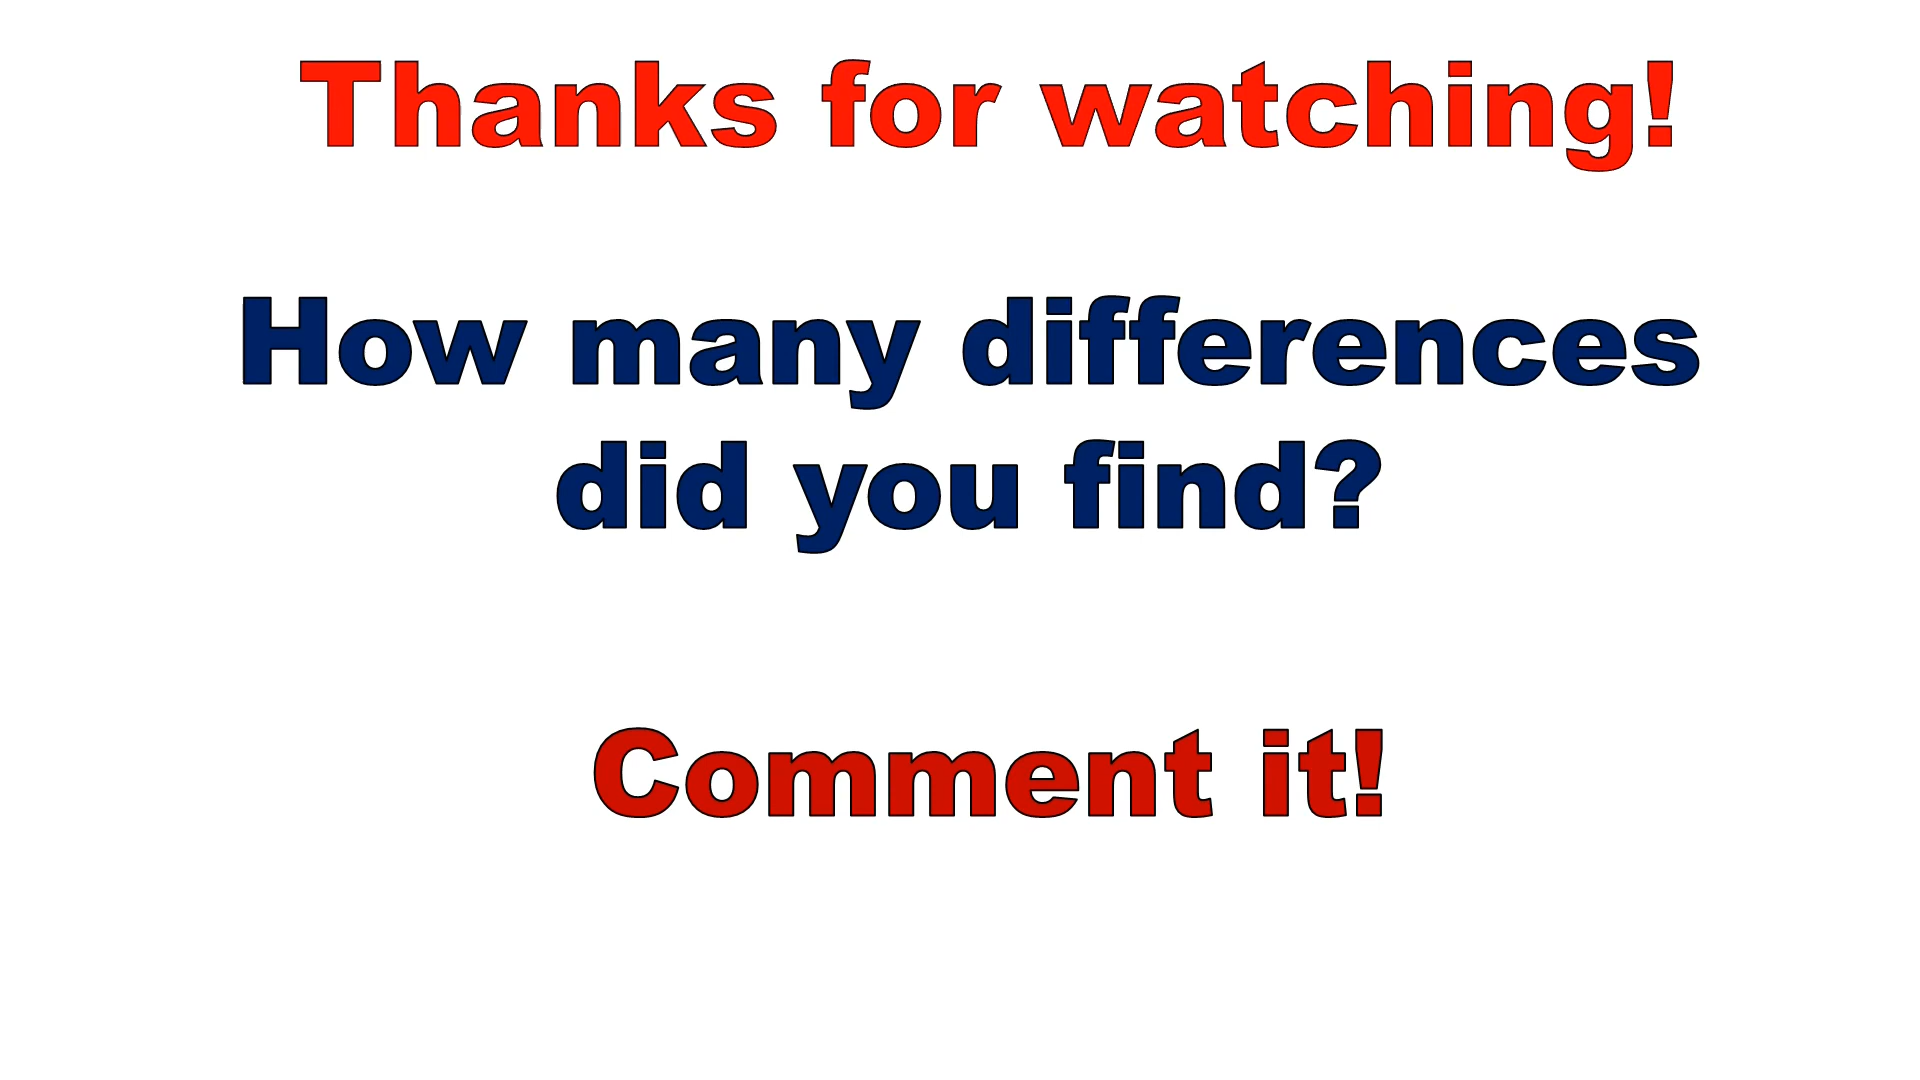 Thanks for watching!
How many differences
did you find?
Comment it!